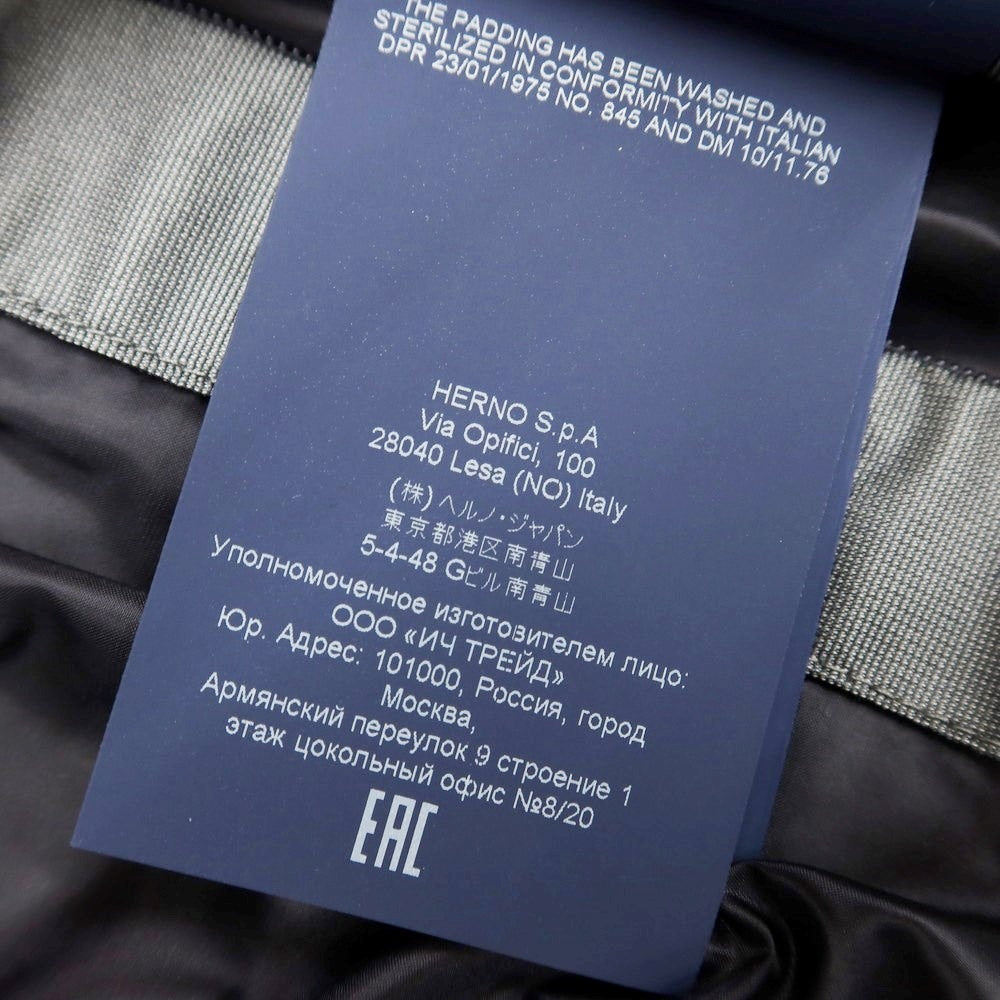 THE PADDING HAS BEEN WASHED AND
STERILIZED IN CONFORMITY WITH ITALIAN
DPR 23/01/1975 NO. 845 AND DM 10/11.76
HERNO S.p.A
Via Opifici, 100
28040 Lesa (NO) Italy
(株)ヘルノ・ジャパン
東京都港区南青山
5-4-48 Gビル南青山
Уполномоченное изготовителем лицо:
ООО «ИЧ ТРЕЙД»
Юр. Адрес: 101000, Россия, город
Москва,
Армянский переулок 9 строение 1
этаж цокольный офис №8/20
EAC